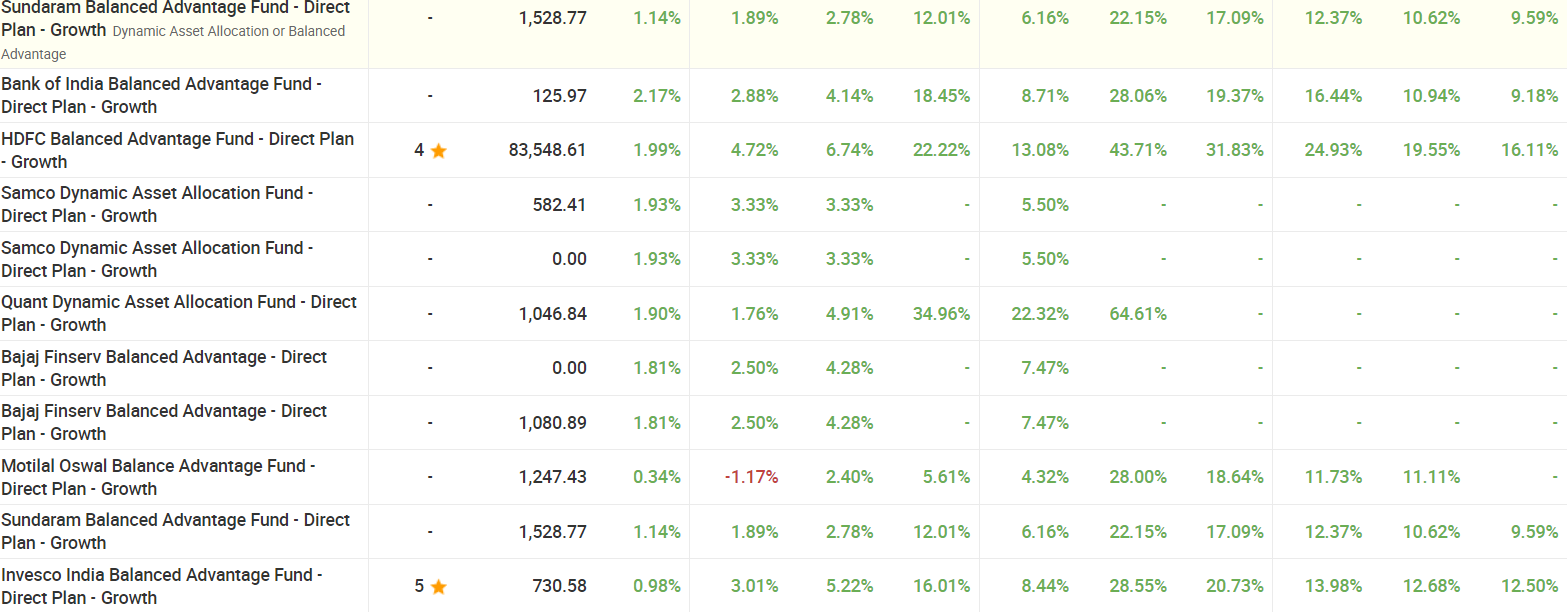 Sundaram Balanced Advantage Fund - Direct
Plan - Growth Dynamic Asset Allocation or Balanced
Advantage
- 1,528.77 1.14% 1.89% 2.78% 12.01% 6.16% 22.15% 17.09% 12.37% 10.62% 9.59%
Bank of India Balanced Advantage Fund -
Direct Plan - Growth
- 125.97 2.17% 2.88% 4.14% 18.45% 8.71% 28.06% 19.37% 16.44% 10.94% 9.18%
HDFC Balanced Advantage Fund - Direct Plan
- Growth
4 83,548.61 1.99% 4.72% 6.74% 22.22% 13.08% 43.71% 31.83% 24.93% 19.55% 16.11%
Samco Dynamic Asset Allocation Fund -
Direct Plan - Growth
- 582.41 1.93% 3.33% 3.33% - 5.50% - - - - -
Samco Dynamic Asset Allocation Fund -
Direct Plan - Growth
- 0.00 1.93% 3.33% 3.33% - 5.50% - - - - -
Quant Dynamic Asset Allocation Fund - Direct
Plan - Growth
- 1,046.84 1.90% 1.76% 4.91% 34.96% 22.32% 64.61% - - - -
Bajaj Finserv Balanced Advantage - Direct
Plan - Growth
- 0.00 1.81% 2.50% 4.28% - 7.47% - - - - -
Bajaj Finserv Balanced Advantage - Direct
Plan - Growth
- 1,080.89 1.81% 2.50% 4.28% - 7.47% - - - - -
Motilal Oswal Balance Advantage Fund -
Direct Plan - Growth
- 1,247.43 0.34% -1.17% 2.40% 5.61% 4.32% 28.00% 18.64% 11.73% 11.11% -
Sundaram Balanced Advantage Fund - Direct
Plan - Growth
- 1,528.77 1.14% 1.89% 2.78% 12.01% 6.16% 22.15% 17.09% 12.37% 10.62% 9.59%
Invesco India Balanced Advantage Fund -
Direct Plan - Growth
5 730.58 0.98% 3.01% 5.22% 16.01% 8.44% 28.55% 20.73% 13.98% 12.68% 12.50%